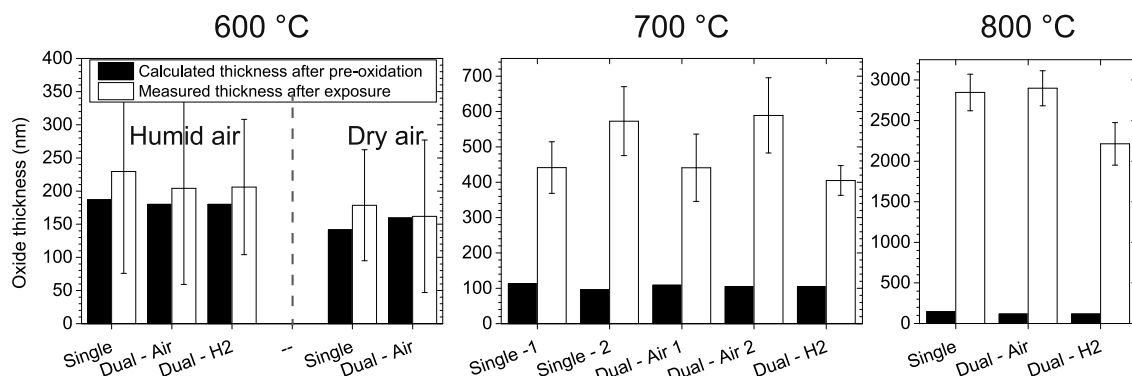 600 °C
700 °C
800 °C
Oxide thickness (nm)
400
350
300
250
200
150
100
50
0
Calculated thickness after pre-oxidation
Measured thickness after exposure
Humid air
Dry air
Single
Dual - Air
Dual - H2
--
Single
Dual - Air
700
600
500
400
300
200
100
0
Single -1
Single - 2
Dual - Air 1
Dual - Air 2
Dual - H2
3000
2500
2000
1500
1000
500
0
Single
Dual - Air
Dual - H2